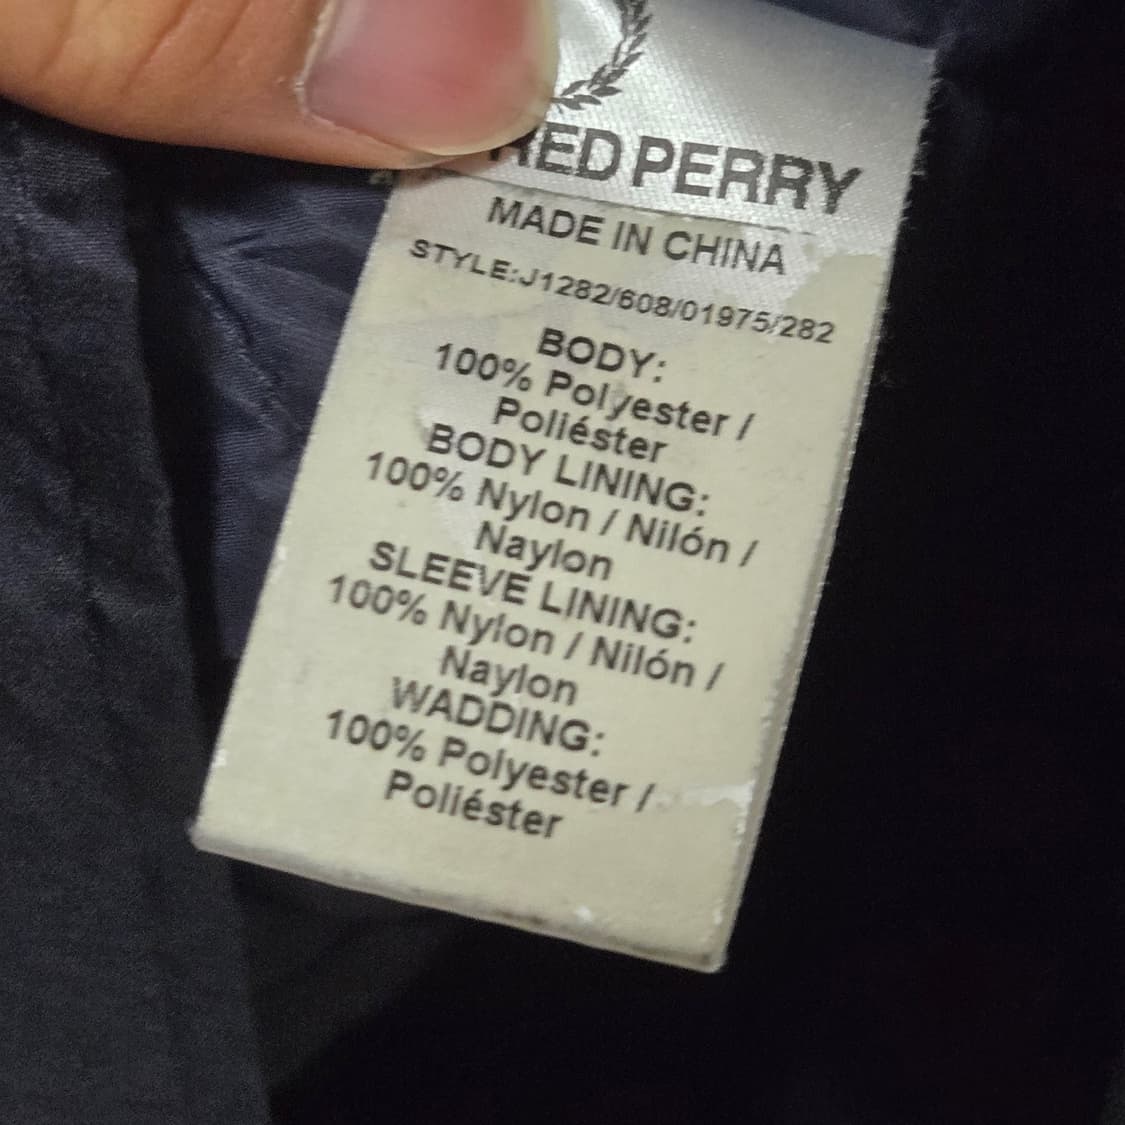 RED PERRY
MADE IN CHINA
STYLE:J1282/608/01975/282
BODY:
100% Polyester /
Poliéster
BODY LINING:
100% Nylon / Nilón /
Naylon
SLEEVE LINING:
100% Nylon / Nilón /
Naylon
WADDING:
100% Polyester /
Poliéster